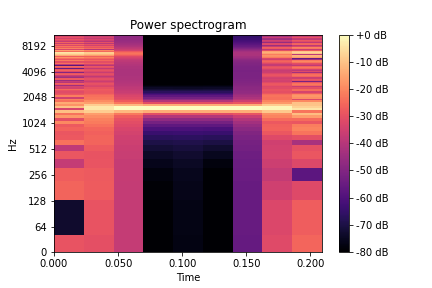 Power spectrogram
8192
4096
2048
1024
512
256
128
64
0
Hz
0.000 0.050 0.100 0.150 0.200
Time
+0 dB
-10 dB
-20 dB
-30 dB
-40 dB
-50 dB
-60 dB
-70 dB
-80 dB